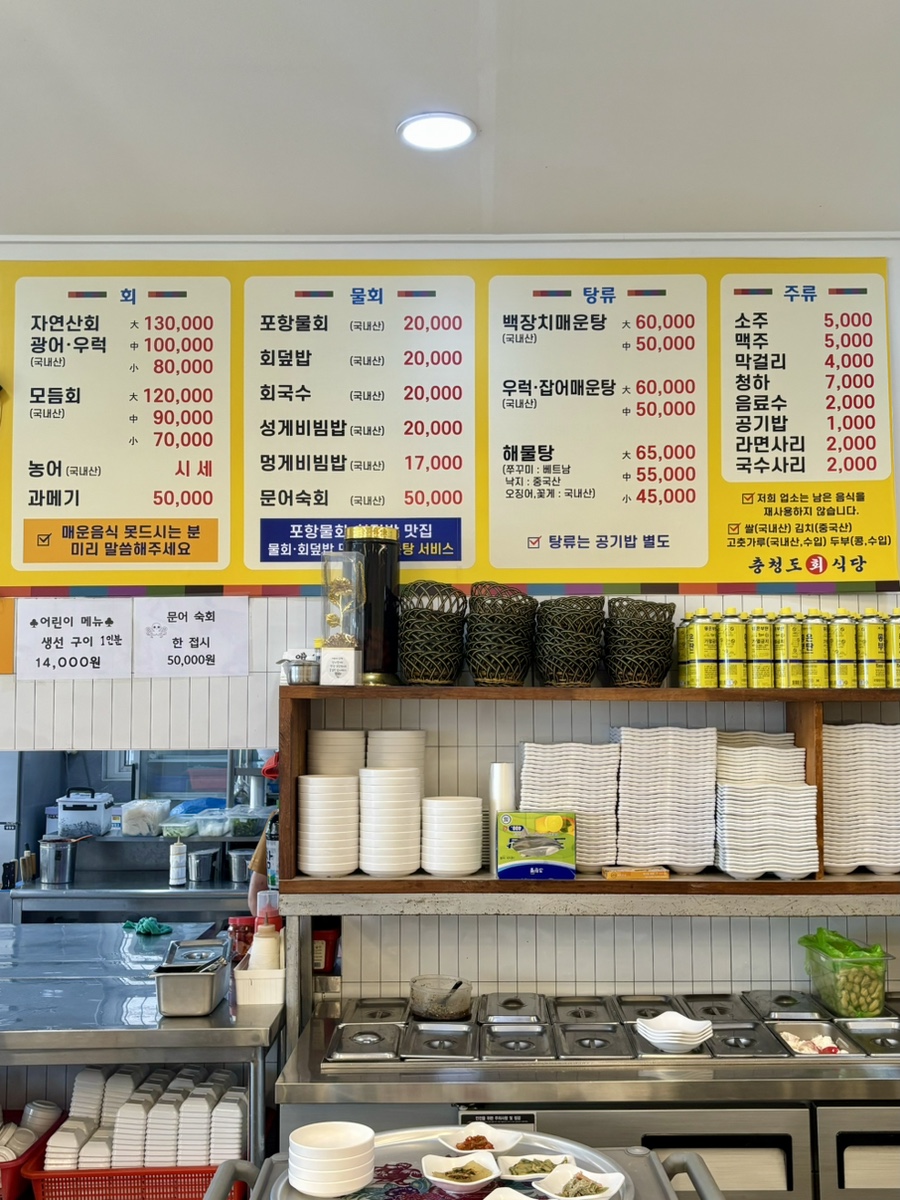 회
자연산회 大 130,000
광어·우럭 中 100,000
(국내산) 小 80,000
모듬회 大 120,000
(국내산) 中 90,000
小 70,000
농어 (국내산) 시 세
과메기 50,000
매운음식 못드시는 분
미리 말씀해주세요
물회
포항물회 (국내산) 20,000
회덮밥 (국내산) 20,000
회국수 (국내산) 20,000
성게비빔밥 (국내산) 20,000
멍게비빔밥 (국내산) 17,000
문어숙회 (국내산) 50,000
포항물회 맛집
물회·회덮밥 서비스
탕류
백장치매운탕 大 60,000
(국내산) 中 50,000
우럭·잡어매운탕 大 60,000
(국내산) 中 50,000
해물탕 大 65,000
(쭈꾸미 : 베트남 中 55,000
낙지 : 중국산
오징어,꽃게 : 국내산) 小 45,000
탕류는 공기밥 별도
주류
소주 5,000
맥주 5,000
막걸리 4,000
청하 7,000
음료수 2,000
공기밥 1,000
라면사리 2,000
국수사리 2,000
저희 업소는 남은 음식을
재사용하지 않습니다.
쌀(국내산) 김치(중국산)
고춧가루(국내산,수입) 두부(콩,수입)
충청도 회 식당
♣어린이 메뉴♣
생선 구이 1인분
14,000원
문어 숙회
한 접시
50,000원